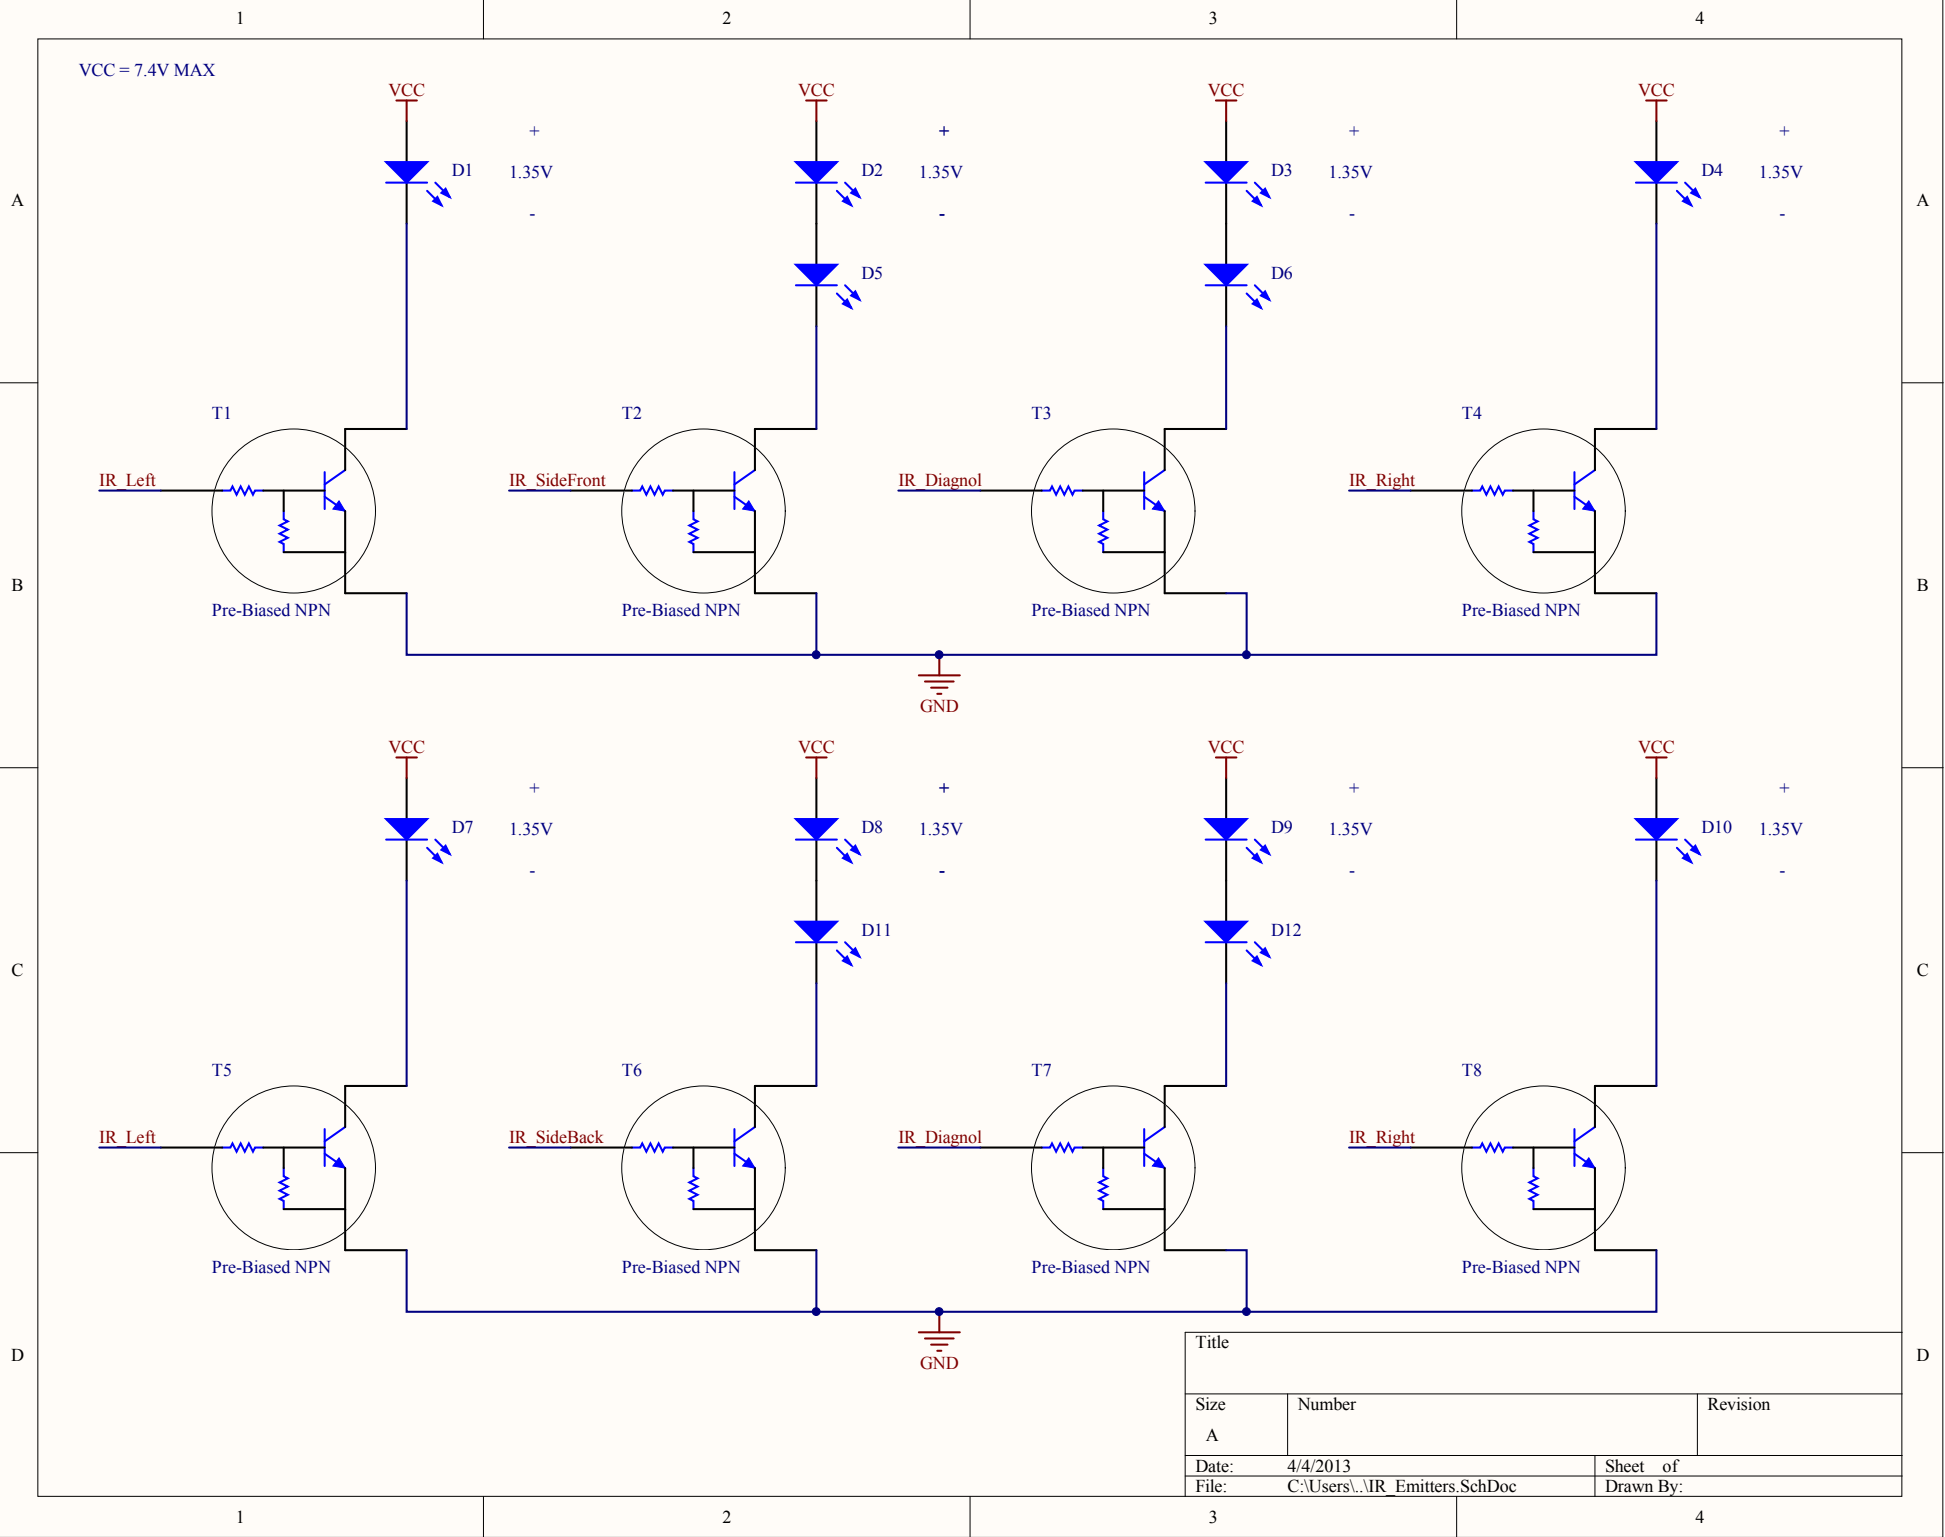 1 2 3 4
VCC = 7.4V MAX
VCC VCC VCC VCC
+ + + +
D1 1.35V D2 1.35V D3 1.35V D4 1.35V
- - - -
A A
D5 D6
T1 T2 T3 T4
IR_Left IR_SideFront IR_Diagnol IR_Right
B B
Pre-Biased NPN Pre-Biased NPN Pre-Biased NPN Pre-Biased NPN
GND
VCC VCC VCC VCC
+ + + +
D7 1.35V D8 1.35V D9 1.35V D10 1.35V
- - - -
D11 D12
C C
T5 T6 T7 T8
IR_Left IR_SideBack IR_Diagnol IR_Right
Pre-Biased NPN Pre-Biased NPN Pre-Biased NPN Pre-Biased NPN
GND
D D
Title
Size Number Revision
A
Date: 4/4/2013 Sheet of
File: C:\Users\..\IR_Emitters.SchDoc Drawn By:
1 2 3 4